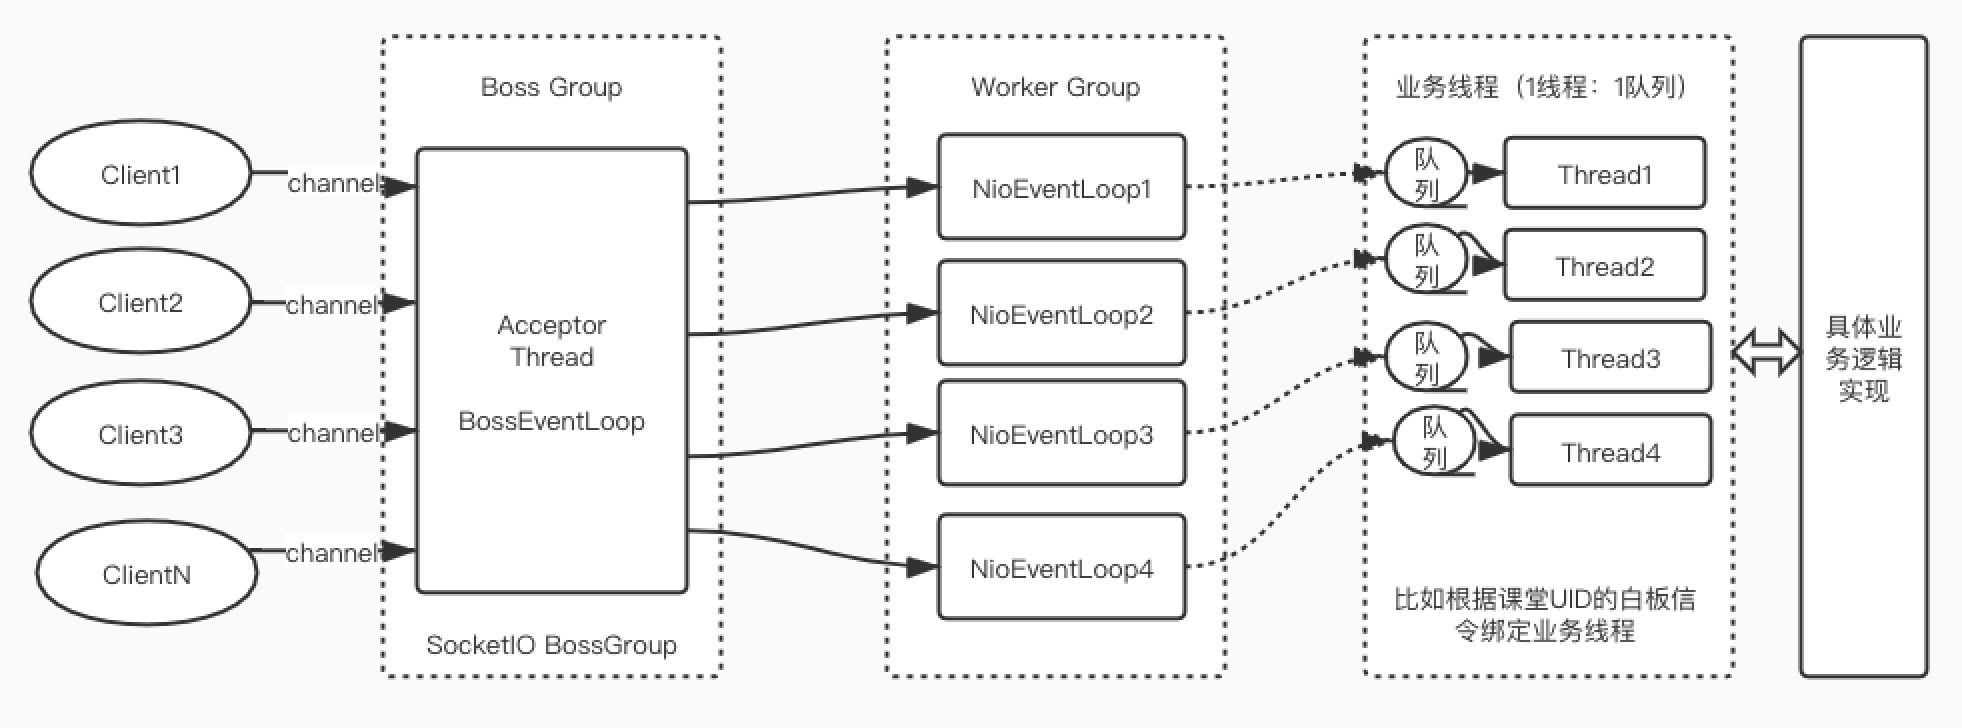 Client1
channel
Client2
channel
Client3
channel
ClientN
channel
Boss Group
Acceptor
Thread
BossEventLoop
SocketIO BossGroup
Worker Group
NioEventLoop1
NioEventLoop2
NioEventLoop3
NioEventLoop4
业务线程（1线程：1队列）
队
列
Thread1
队
列
Thread2
队
列
Thread3
队
列
Thread4
比如根据课堂UID的白板信
令绑定业务线程
具体业
务逻辑
实现